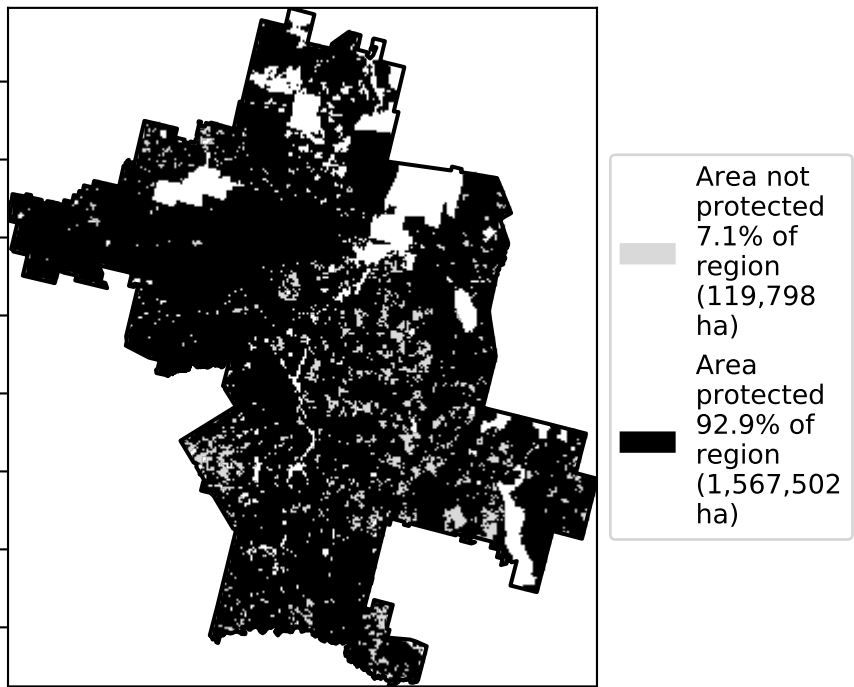 Area not
protected
7.1% of
region
(119,798
ha)
Area
protected
92.9% of
region
(1,567,502
ha)